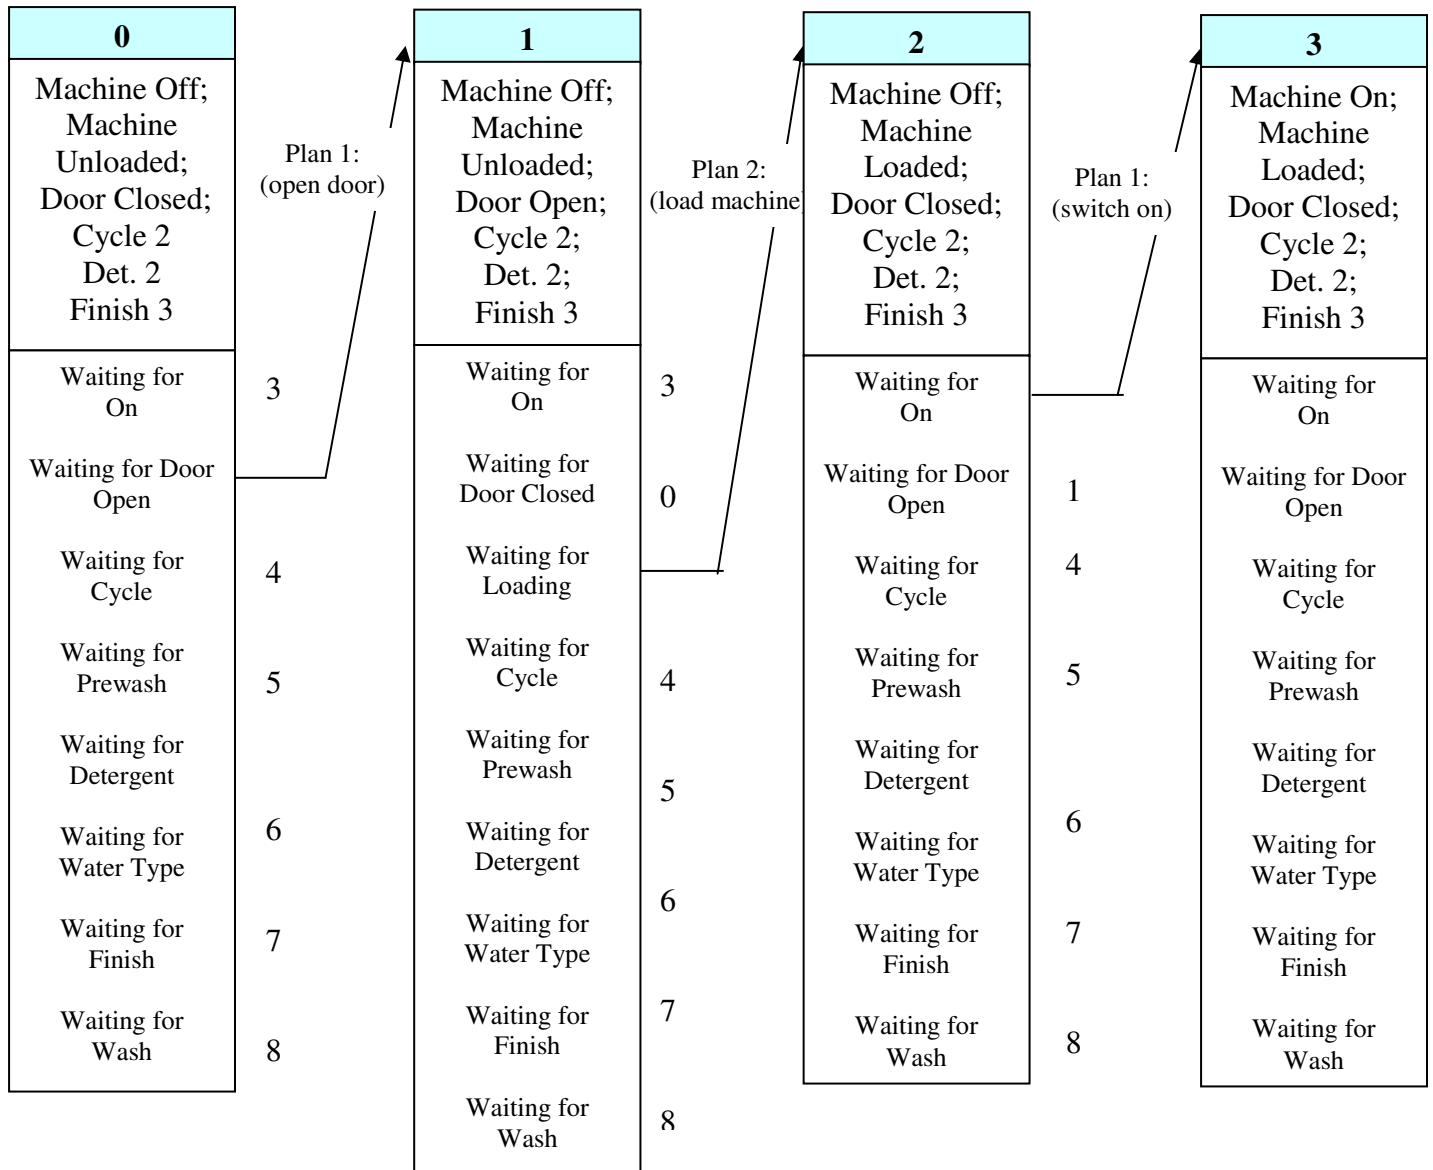 0
Machine Off;
Machine
Unloaded;
Door Closed;
Cycle 2
Det. 2
Finish 3
Waiting for
On
Waiting for Door
Open
Waiting for
Cycle
Waiting for
Prewash
Waiting for
Detergent
Waiting for
Water Type
Waiting for
Finish
Waiting for
Wash
3
4
5
6
7
8
Plan 1:
(open door)
1
Machine Off;
Machine
Unloaded;
Door Open;
Cycle 2;
Det. 2;
Finish 3
Waiting for
On
Waiting for
Door Closed
Waiting for
Loading
Waiting for
Cycle
Waiting for
Prewash
Waiting for
Detergent
Waiting for
Water Type
Waiting for
Finish
Waiting for
Wash
3
0
4
5
6
7
8
Plan 2:
(load machine)
2
Machine Off;
Machine
Loaded;
Door Closed;
Cycle 2;
Det. 2;
Finish 3
Waiting for
On
Waiting for Door
Open
Waiting for
Cycle
Waiting for
Prewash
Waiting for
Detergent
Waiting for
Water Type
Waiting for
Finish
Waiting for
Wash
1
4
5
6
7
8
Plan 1:
(switch on)
3
Machine On;
Machine
Loaded;
Door Closed;
Cycle 2;
Det. 2;
Finish 3
Waiting for
On
Waiting for Door
Open
Waiting for
Cycle
Waiting for
Prewash
Waiting for
Detergent
Waiting for
Water Type
Waiting for
Finish
Waiting for
Wash